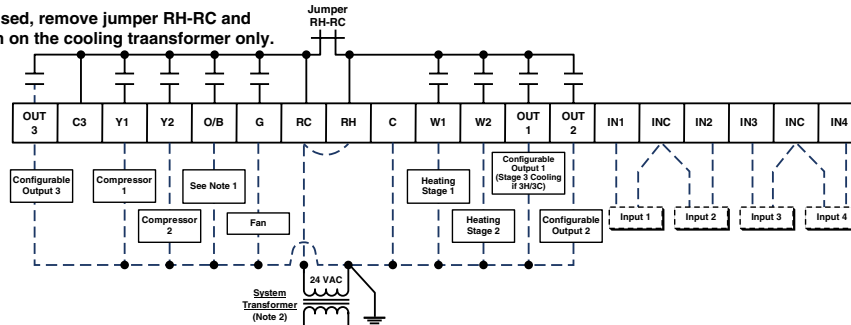 sed, remove jumper RH-RC and
n on the cooling traansformer only.
Jumper
RH-RC
OUT
3
C3
Y1
Y2
O/B
G
RC
RH
C
W1
W2
OUT
1
OUT
2
IN1
INC
IN2
IN3
INC
IN4
Configurable
Output 3
Compressor
1
See Note 1
Heating
Stage 1
Configurable
Output 1
(Stage 3 Cooling
if 3H/3C)
Compressor
2
Fan
Heating
Stage 2
Configurable
Output 2
Input 1
Input 2
Input 3
Input 4
24 VAC
System
Transformer
(Note 2)